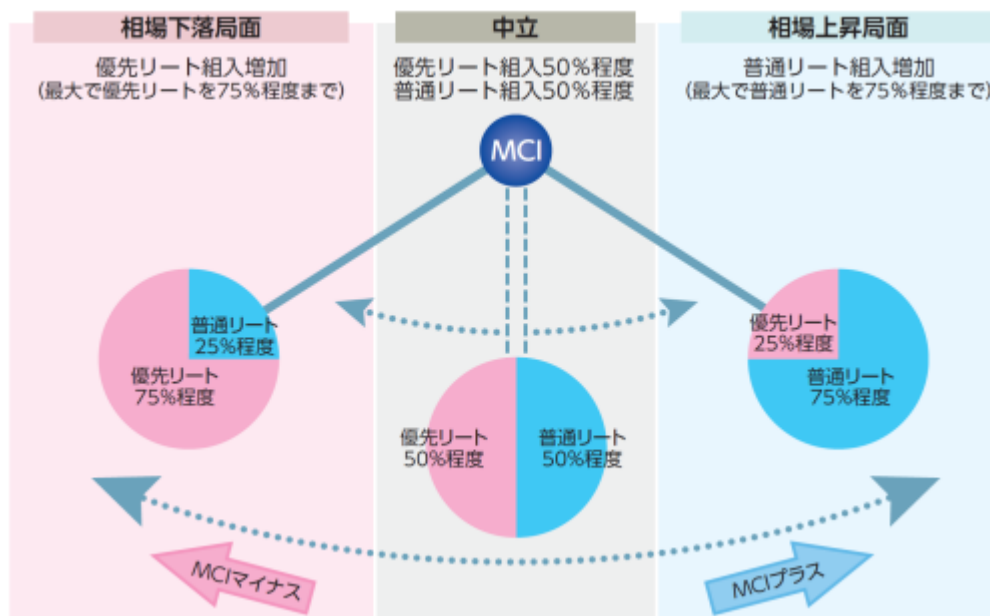 相場下落局面
優先リート組入増加
(最大で優先リートを75%程度まで)
中立
優先リート組入50%程度
普通リート組入50%程度
相場上昇局面
普通リート組入増加
(最大で普通リートを75%程度まで)
MCI
普通リート
25%程度
優先リート
75%程度
優先リート
50%程度
普通リート
50%程度
優先リート
25%程度
普通リート
75%程度
MCIマイナス
MCIプラス